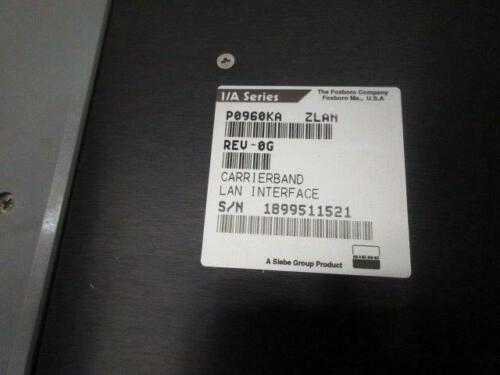 I/A Series
The Foxboro Company
Foxboro Ma., U.S.A
P0960KA ZLAN
REV-0G
CARRIERBAND
LAN INTERFACE
S/N 1899511521
A Siebe Group Product